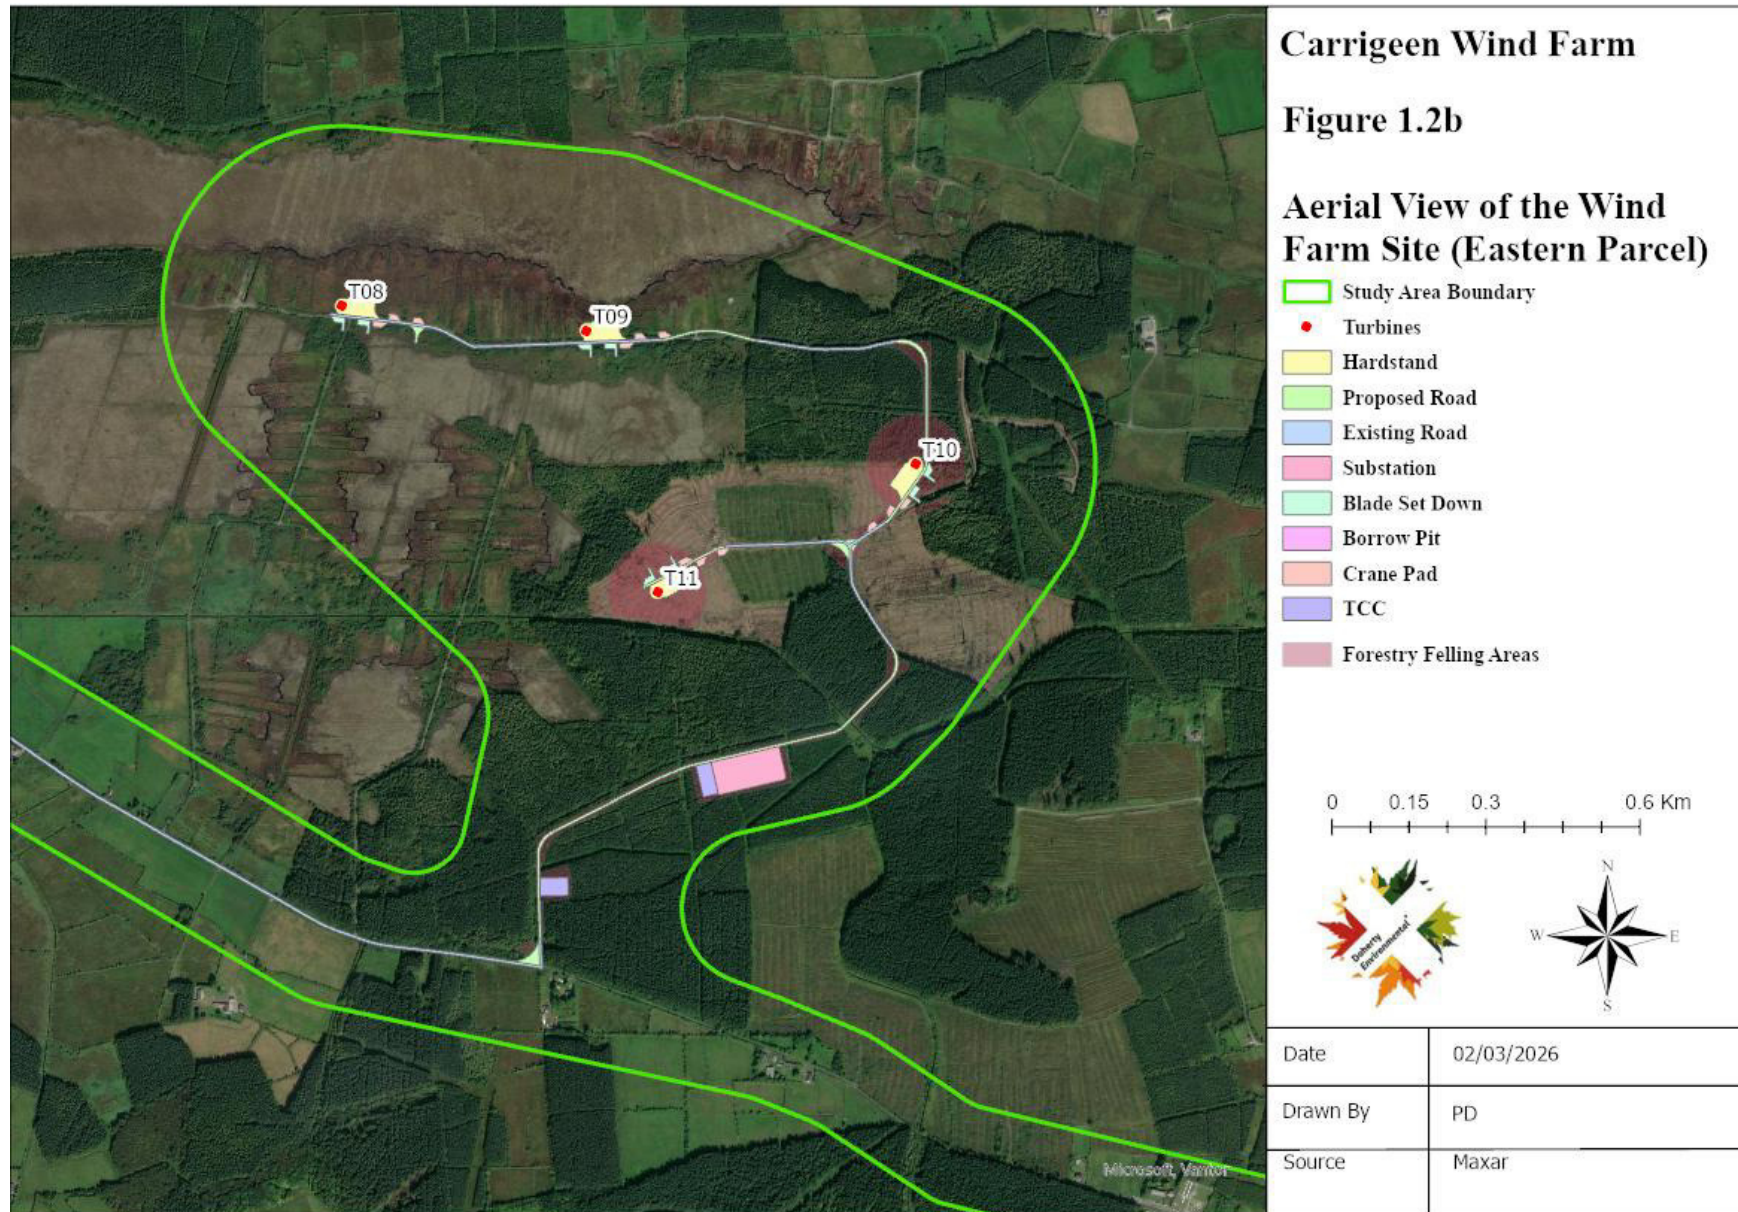 Carrigeen Wind Farm
Figure 1.2b
Aerial View of the Wind
Farm Site (Eastern Parcel)
Study Area Boundary
Turbines
Hardstand
Proposed Road
Existing Road
Substation
Blade Set Down
Borrow Pit
Crane Pad
TCC
Forestry Felling Areas
0 0.15 0.3 0.6 Km
Doherty
Environmental
N
W E
S
Date 02/03/2026
Drawn By PD
Source Maxar
T08
T09
T10
T11
Microsoft, Vantor